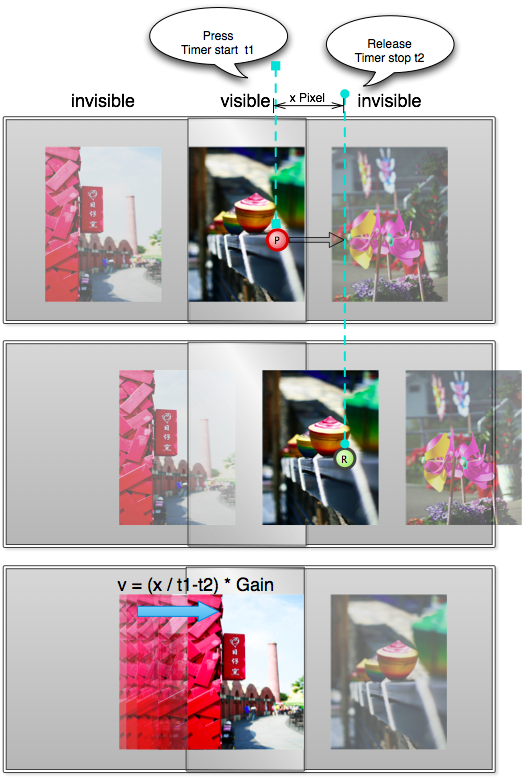 Press
Timer start t1
Release
Timer stop t2
invisible
visible
x Pixel
invisible
P
R
v = (x / t1-t2) * Gain